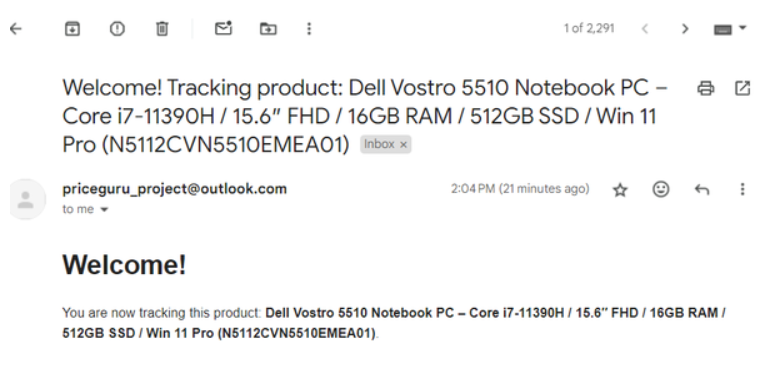 1 of 2,291
Welcome! Tracking product: Dell Vostro 5510 Notebook PC –
Core i7-11390H / 15.6″ FHD / 16GB RAM / 512GB SSD / Win 11
Pro (N5112CVN5510EMEA01) Inbox ×
priceguru_project@outlook.com 2:04 PM (21 minutes ago)
to me
Welcome!
You are now tracking this product: Dell Vostro 5510 Notebook PC – Core i7-11390H / 15.6″ FHD / 16GB RAM /
512GB SSD / Win 11 Pro (N5112CVN5510EMEA01).